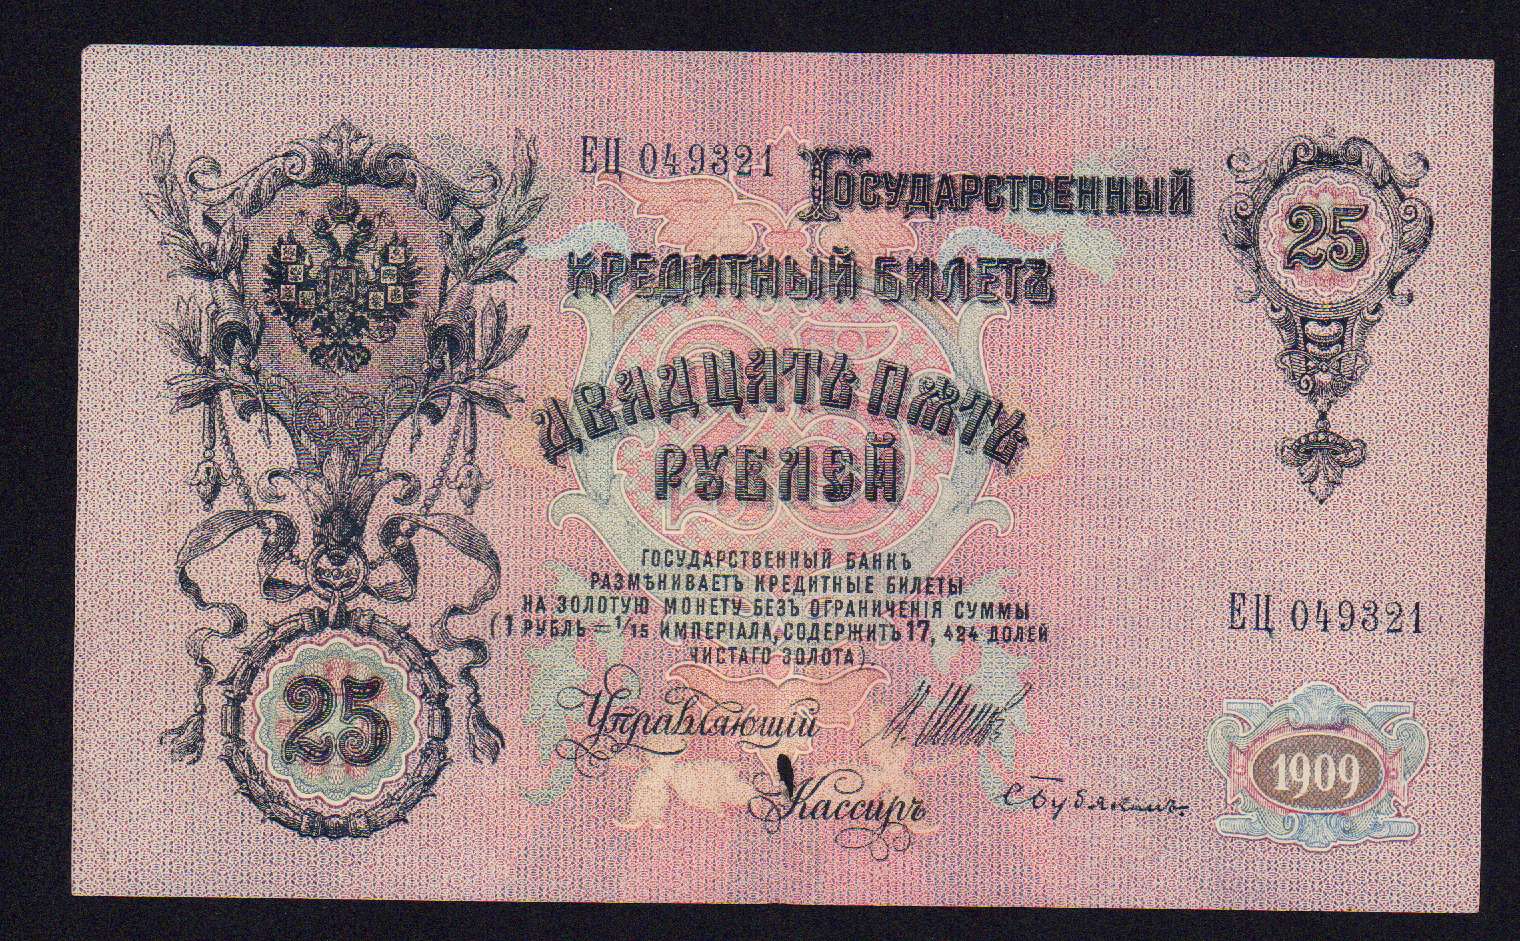 ЕЦ 049321
Государственный
кредитный билетъ
25
двадцать пять
рублей
Государственный банкъ
размѣниваетъ кредитные билеты
на золотую монету безъ ограниченія суммы
(1 рубль = 1/15 имперіала, содержитъ 17, 424 долей
чистаго золота).
ЕЦ 049321
25
Управляющій
Кассиръ
1909